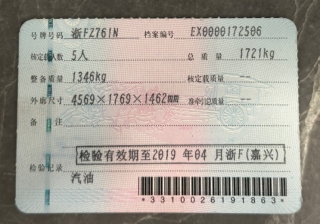 号牌号码 浙FZ761N 档案编号 EX0000172506
核定载人数 5人 总质量 1721kg
整备质量 1346kg 核定载质量 --
外廓尺寸 4569×1769×1462mm 准牵引总质量 --
备注
检验有效期至2019 年04 月浙F(嘉兴)
检验记录
汽油
*3310026191863*